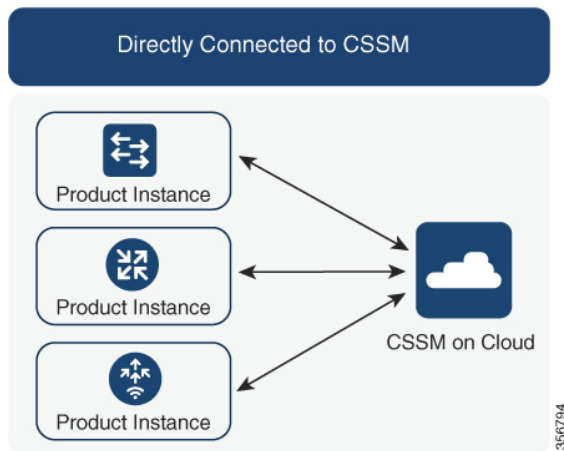 Directly Connected to CSSM
Product Instance
Product Instance
CSSM on Cloud
Product Instance
356794